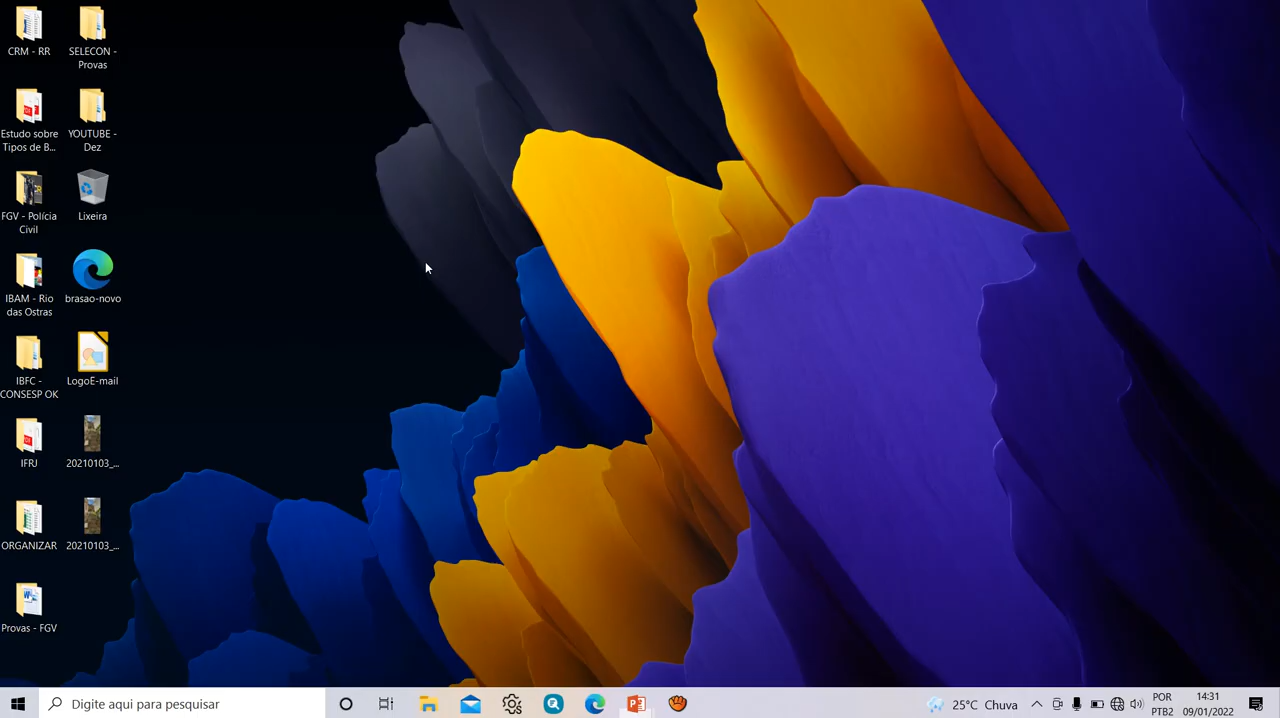 CRM - RR
SELECON -
Provas
Estudo sobre
Tipos de B...
YOUTUBE -
Dez
FGV - Polícia
Civil
Lixeira
IBAM - Rio
das Ostras
brasao-novo
IBFC -
CONSESP OK
LogoE-mail
IFRJ
20210103_...
ORGANIZAR
20210103_...
Provas - FGV
Digite aqui para pesquisar
25°C Chuva
POR
PTB2
14:31
09/01/2022